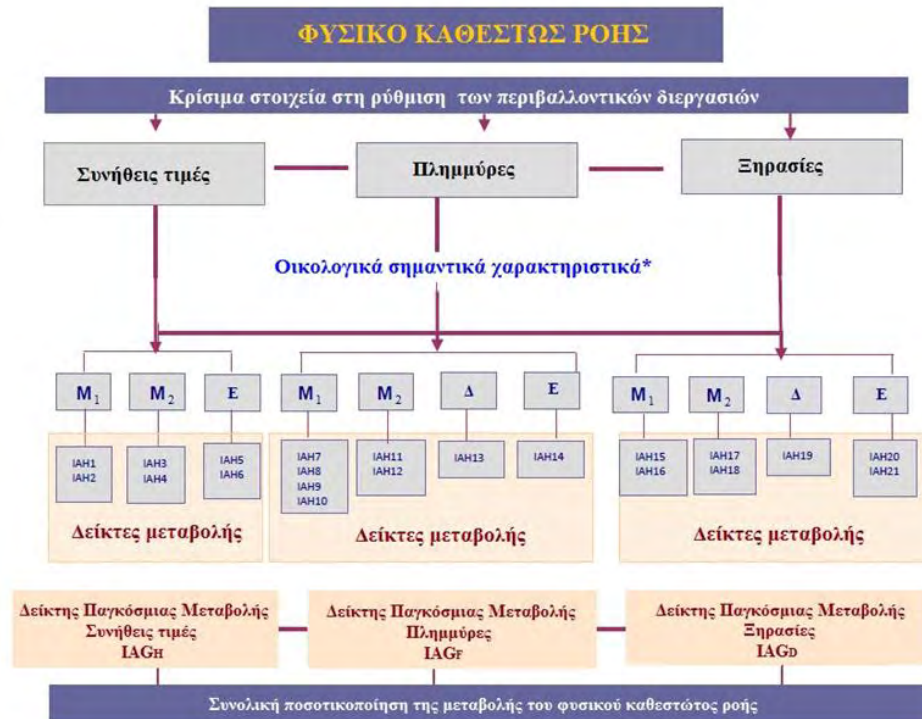 ΦΥΣΙΚΟ ΚΑΘΕΣΤΩΣ ΡΟΗΣ
Κρίσιμα στοιχεία στη ρύθμιση των περιβαλλοντικών διεργασιών
Συνήθεις τιμές
Πλημμύρες
Ξηρασίες
Οικολογικά σημαντικά χαρακτηριστικά*
M1 M2 E M1 M2 Δ E M1 M2 Δ E
IAH1
IAH2
IAH3
IAH4
IAH5
IAH6
IAH7
IAH8
IAH9
IAH10
IAH11
IAH12
IAH13
IAH14
IAH15
IAH16
IAH17
IAH18
IAH19
IAH20
IAH21
Δείκτες μεταβολής
Δείκτες μεταβολής
Δείκτες μεταβολής
Δείκτης Παγκόσμιας Μεταβολής
Συνήθεις τιμές
IAGH
Δείκτης Παγκόσμιας Μεταβολής
Πλημμύρες
IAGF
Δείκτης Παγκόσμιας Μεταβολής
Ξηρασίες
IAGD
Συνολική ποσοτικοποίηση της μεταβολής του φυσικού καθεστώτος ροής